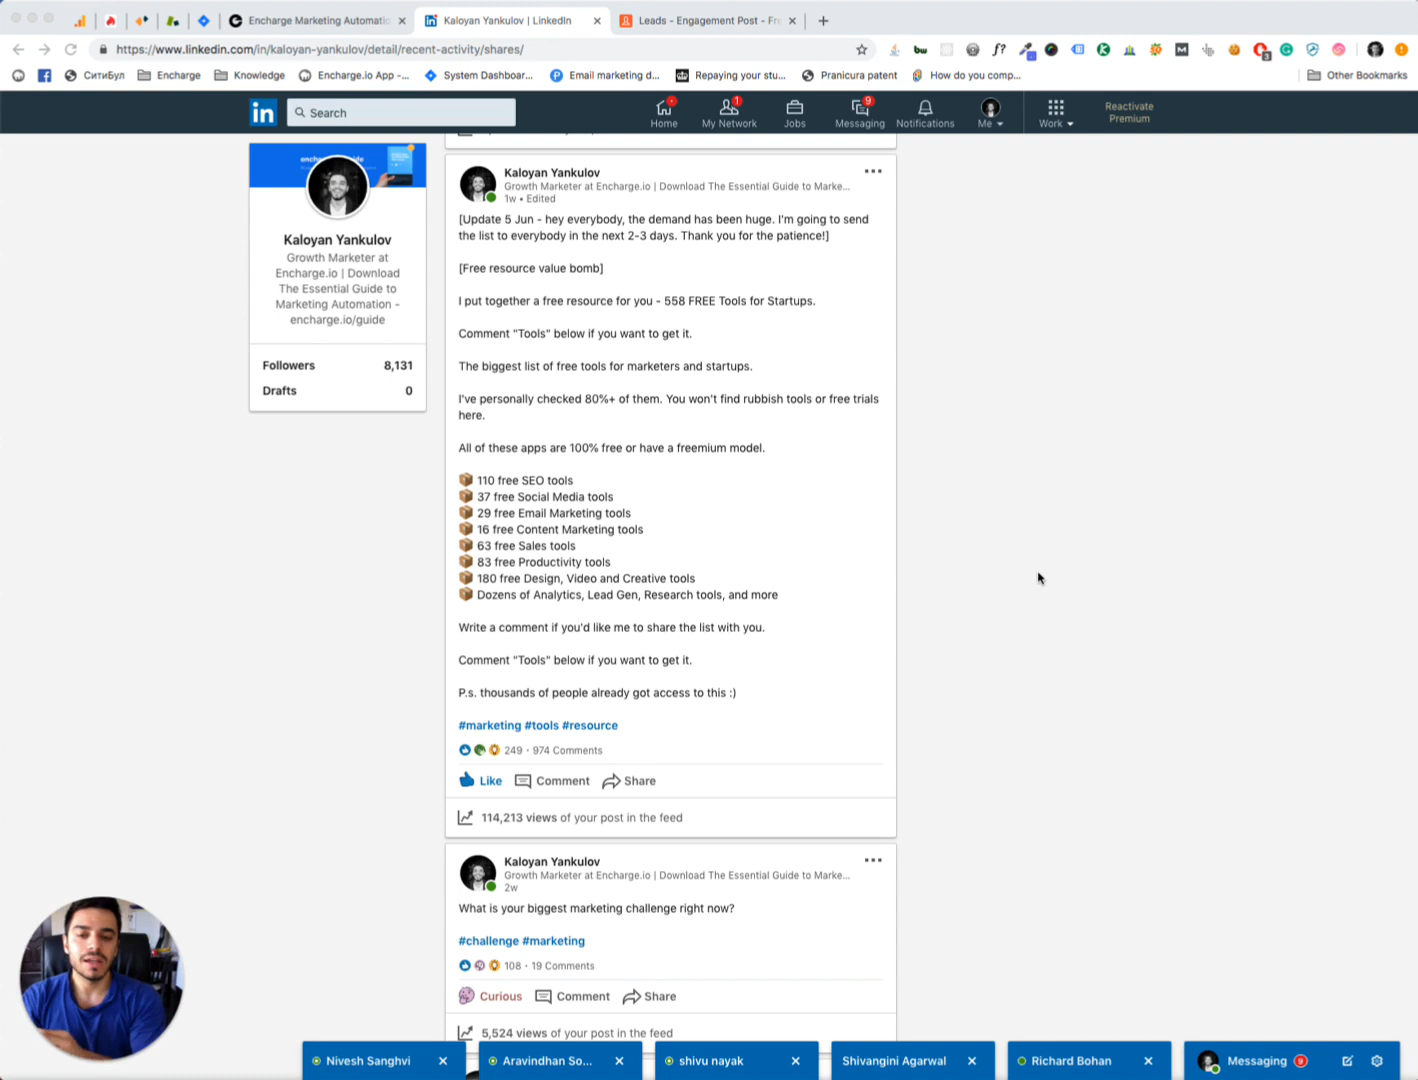 Encharge Marketing Automatic
Kaloyan Yankulov | LinkedIn
Leads - Engagement Post - Fr
https://www.linkedin.com/in/kaloyan-yankulov/detail/recent-activity/shares/
СитиБул
Encharge
Knowledge
Encharge.io App -...
System Dashboar...
Email marketing d...
Repaying your stu...
Pranicura patent
How do you comp...
Other Bookmarks
in
Search
Home
1
My Network
Jobs
9
Messaging
Notifications
Me
Work
Reactivate
Premium
Kaloyan Yankulov
Growth Marketer at
Encharge.io | Download
The Essential Guide to
Marketing Automation -
encharge.io/guide
Followers 8,131
Drafts 0
Kaloyan Yankulov
Growth Marketer at Encharge.io | Download The Essential Guide to Marke...
1w • Edited
[Update 5 Jun - hey everybody, the demand has been huge. I'm going to send
the list to everybody in the next 2-3 days. Thank you for the patience!]
[Free resource value bomb]
I put together a free resource for you - 558 FREE Tools for Startups.
Comment "Tools" below if you want to get it.
The biggest list of free tools for marketers and startups.
I've personally checked 80%+ of them. You won't find rubbish tools or free trials
here.
All of these apps are 100% free or have a freemium model.
📦 110 free SEO tools
📦 37 free Social Media tools
📦 29 free Email Marketing tools
📦 16 free Content Marketing tools
📦 63 free Sales tools
📦 83 free Productivity tools
📦 180 free Design, Video and Creative tools
📦 Dozens of Analytics, Lead Gen, Research tools, and more
Write a comment if you'd like me to share the list with you.
Comment "Tools" below if you want to get it.
P.s. thousands of people already got access to this :)
#marketing #tools #resource
249 · 974 Comments
Like Comment Share
114,213 views of your post in the feed
Kaloyan Yankulov
Growth Marketer at Encharge.io | Download The Essential Guide to Marke...
2w
What is your biggest marketing challenge right now?
#challenge #marketing
108 · 19 Comments
Curious Comment Share
5,524 views of your post in the feed
Nivesh Sanghvi
Aravindhan So...
shivu nayak
Shivangini Agarwal
Richard Bohan
Messaging 9